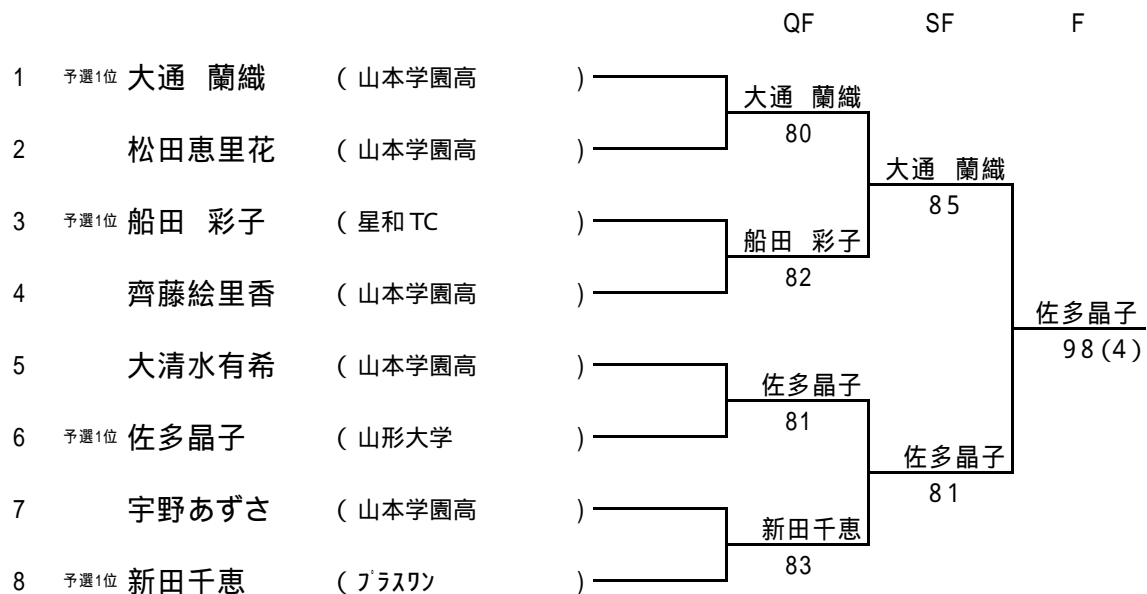 QF SF F
1 予選1位 大通 蘭織 ( 山本学園高 )
大通 蘭織
80
2 松田恵里花 ( 山本学園高 )
大通 蘭織
85
3 予選1位 船田 彩子 ( 星和TC )
船田 彩子
82
4 齊藤絵里香 ( 山本学園高 )
佐多晶子
98(4)
5 大清水有希 ( 山本学園高 )
佐多晶子
81
6 予選1位 佐多晶子 ( 山形大学 )
佐多晶子
81
7 宇野あずさ ( 山本学園高 )
新田千恵
83
8 予選1位 新田千恵 ( プラスワン )